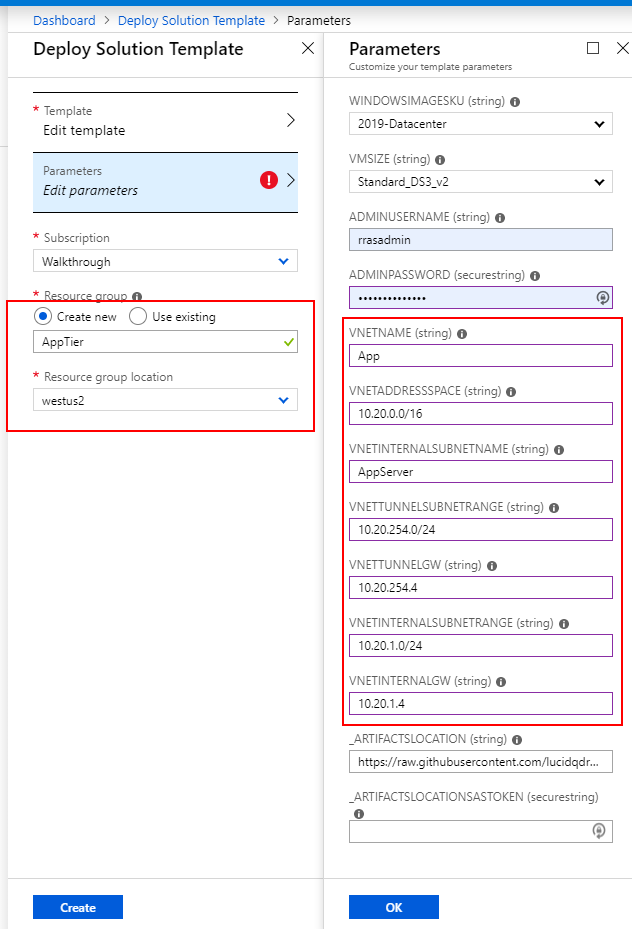 Dashboard > Deploy Solution Template > Parameters
Deploy Solution Template
* Template
Edit template
Parameters
Edit parameters
* Subscription
Walkthrough
* Resource group
Create new
Use existing
AppTier
* Resource group location
westus2
Create
Parameters
Customize your template parameters
WINDOWSIMAGESKU (string)
2019-Datacenter
VMSIZE (string)
Standard_DS3_v2
ADMINUSERNAME (string)
rrasadmin
ADMINPASSWORD (securestring)
••••••••••••••
VNETNAME (string)
App
VNETADDRESSSPACE (string)
10.20.0.0/16
VNETINTERNALSUBNETNAME (string)
AppServer
VNETTUNNELSUBNETRANGE (string)
10.20.254.0/24
VNETTUNNELGW (string)
10.20.254.4
VNETINTERNALSUBNETRANGE (string)
10.20.1.0/24
VNETINTERNALGW (string)
10.20.1.4
_ARTIFACTSLOCATION (string)
https://raw.githubusercontent.com/lucidqdr...
_ARTIFACTSLOCATIONSASTOKEN (securestring)
OK